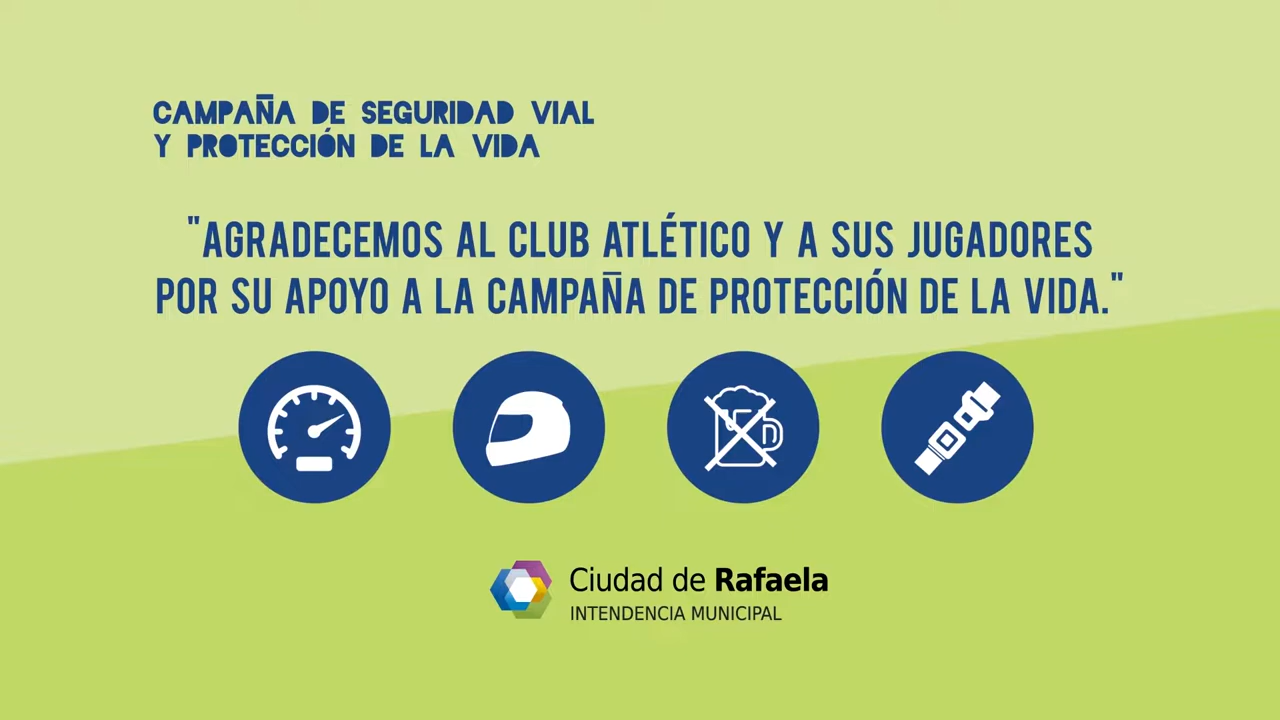 CAMPAÑA DE SEGURIDAD VIAL
Y PROTECCIÓN DE LA VIDA
"AGRADECEMOS AL CLUB ATLÉTICO Y A SUS JUGADORES
POR SU APOYO A LA CAMPAÑA DE PROTECCIÓN DE LA VIDA."
Ciudad de Rafaela
INTENDENCIA MUNICIPAL